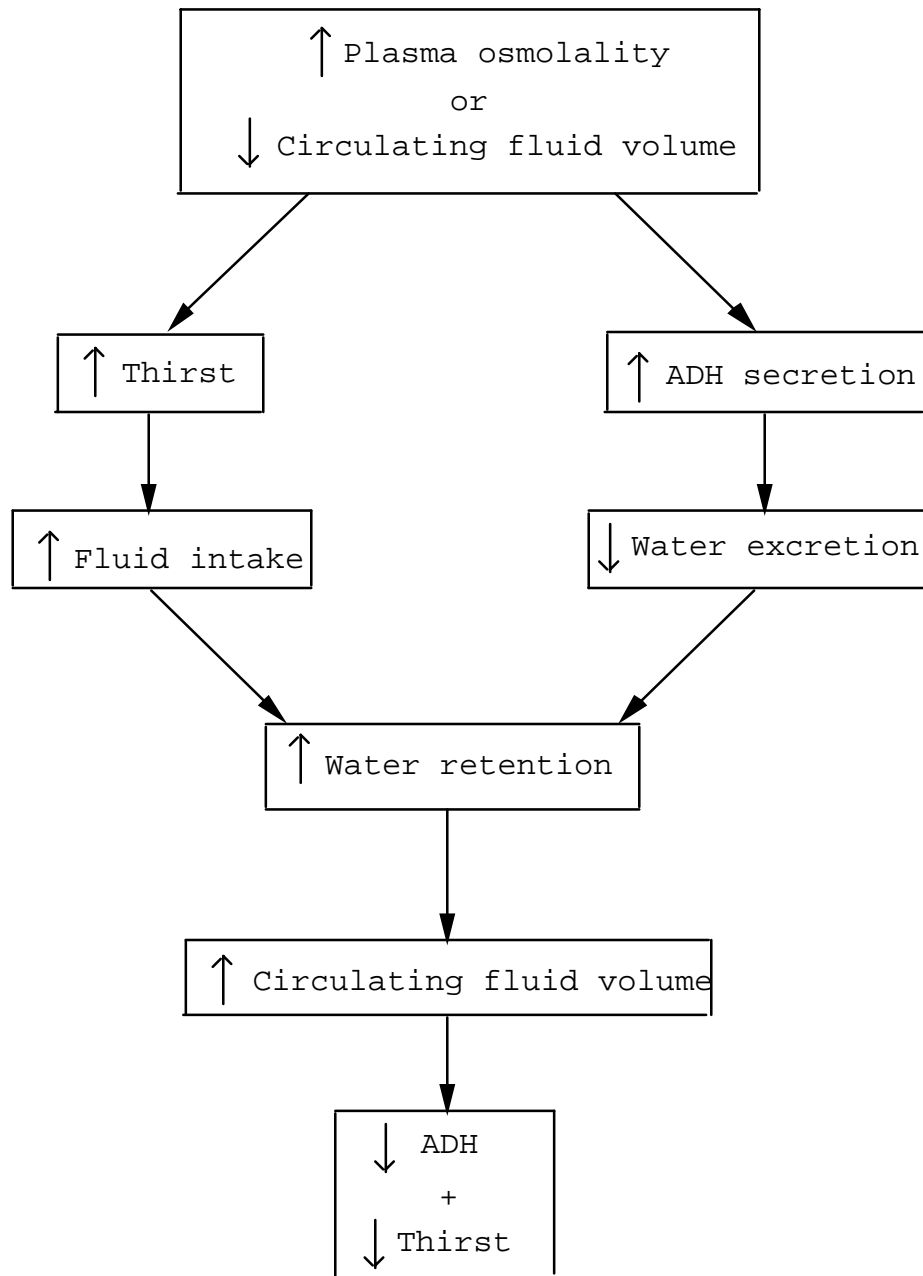 ↑ Plasma osmolality
or
↓ Circulating fluid volume
↑ Thirst
↑ ADH secretion
↑ Fluid intake
↓ Water excretion
↑ Water retention
↑ Circulating fluid volume
↓ ADH
+
↓ Thirst